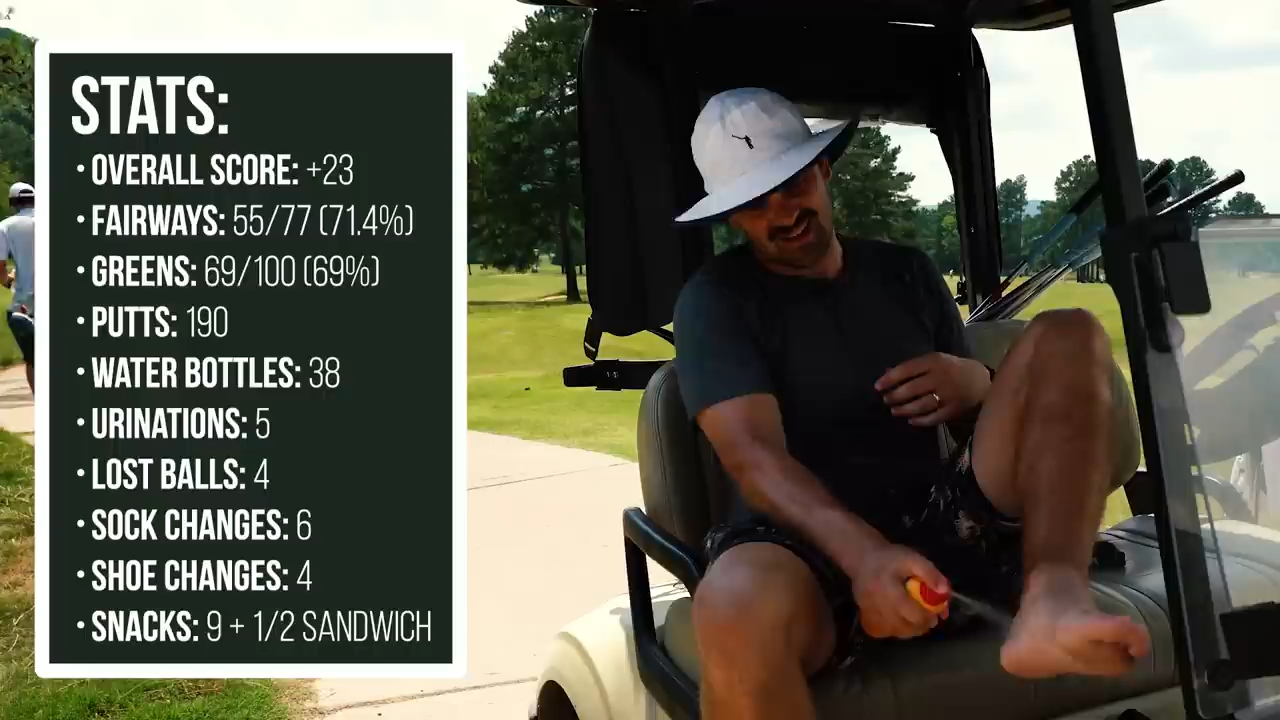 STATS:
• OVERALL SCORE: +23
• FAIRWAYS: 55/77 (71.4%)
• GREENS: 69/100 (69%)
• PUTTS: 190
• WATER BOTTLES: 38
• URINATIONS: 5
• LOST BALLS: 4
• SOCK CHANGES: 6
• SHOE CHANGES: 4
• SNACKS: 9 + 1/2 SANDWICH